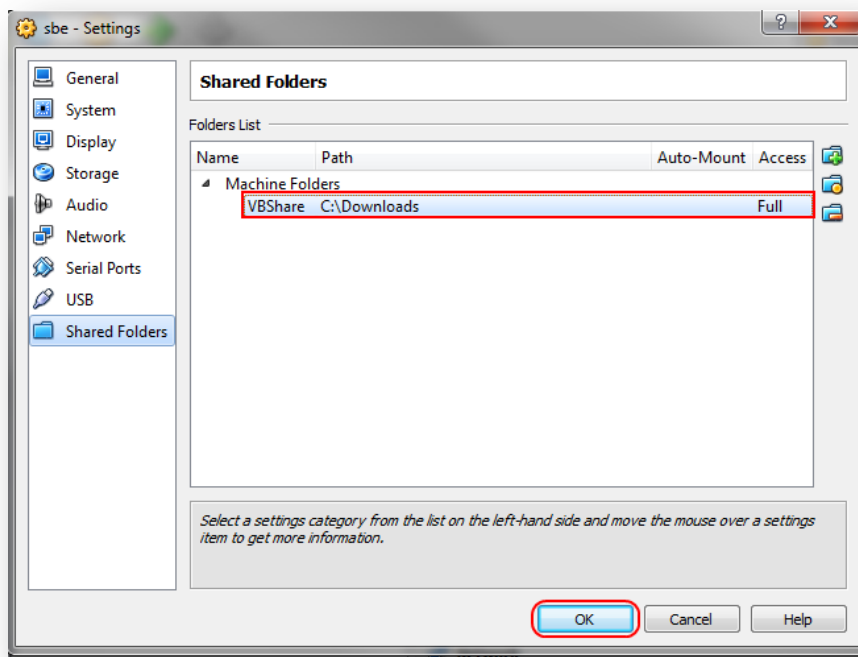 sbe - Settings
General
System
Display
Storage
Audio
Network
Serial Ports
USB
Shared Folders
Shared Folders
Folders List
Name Path Auto-Mount Access
Machine Folders
VBShare C:\Downloads Full
Select a settings category from the list on the left-hand side and move the mouse over a settings
item to get more information.
OK Cancel Help